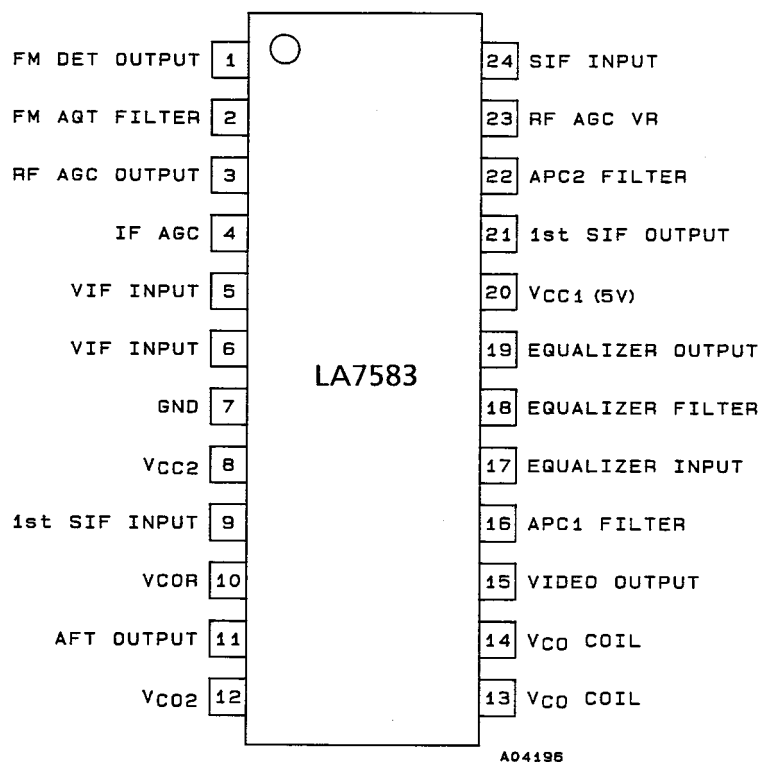 FM DET OUTPUT 1
FM AQT FILTER 2
RF AGC OUTPUT 3
IF AGC 4
VIF INPUT 5
VIF INPUT 6
GND 7
VCC2 8
1st SIF INPUT 9
VCOR 10
AFT OUTPUT 11
VCO2 12
LA7583
24 SIF INPUT
23 RF AGC VR
22 APC2 FILTER
21 1st SIF OUTPUT
20 VCC1 (5V)
19 EQUALIZER OUTPUT
18 EQUALIZER FILTER
17 EQUALIZER INPUT
16 APC1 FILTER
15 VIDEO OUTPUT
14 VCO COIL
13 VCO COIL
A04196